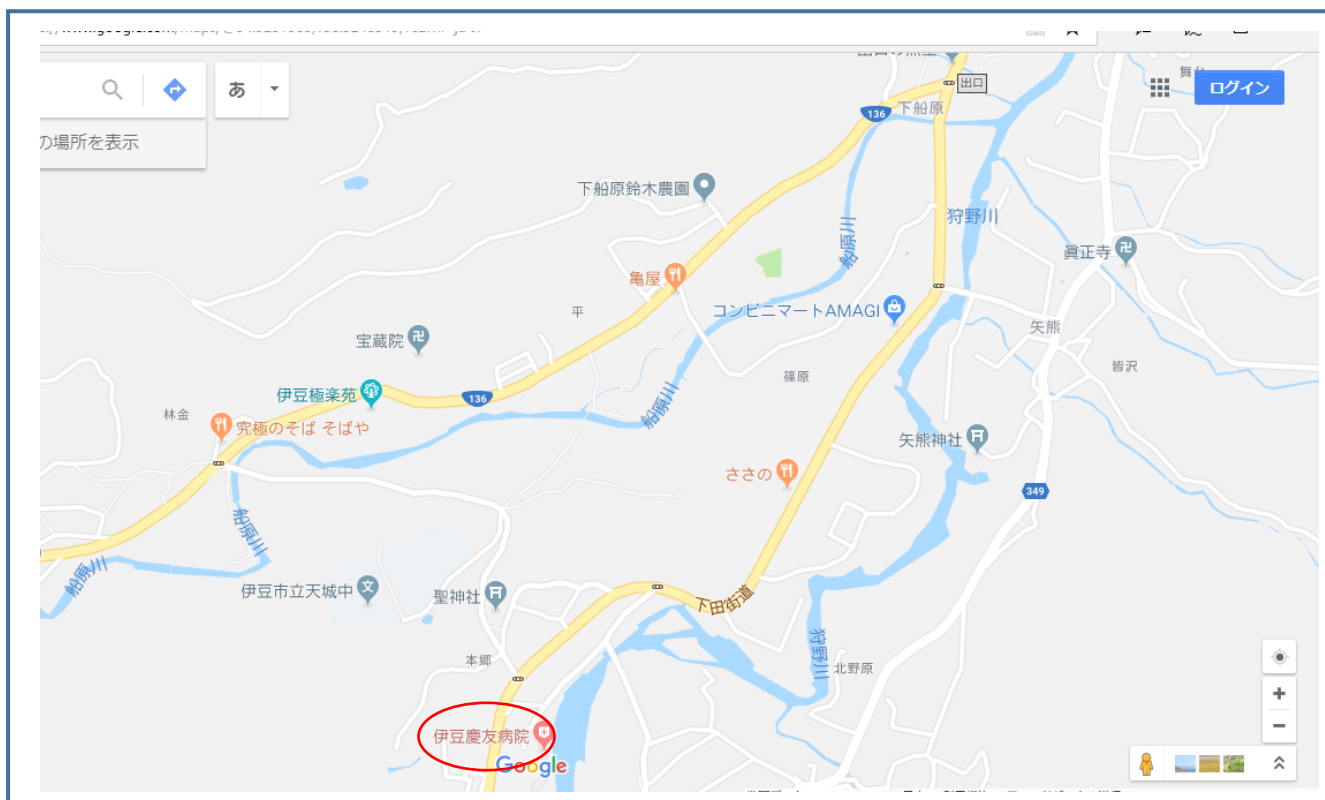 あ
ログイン
の場所を表示
出口
136
下船原
下船原鈴木農園
船原川
狩野川
眞正寺
亀屋
コンビニマートAMAGI
平
矢熊
宝蔵院
皆沢
篠原
伊豆極楽苑
136
船原川
林金
究極のそば そばや
矢熊神社
ささの
349
船原川
船原川
伊豆市立天城中
聖神社
下田街道
狩野川
本郷
北野原
伊豆慶友病院
Google